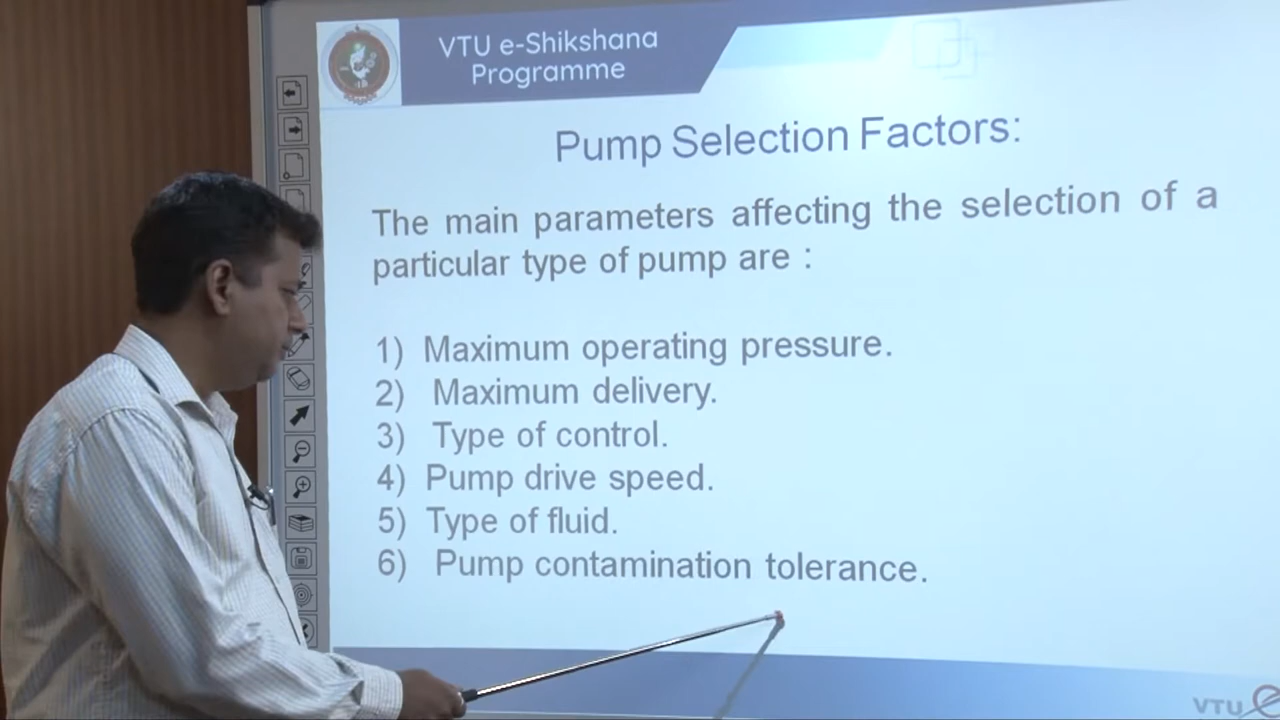 VTU e-Shikshana
Programme
Pump Selection Factors:
The main parameters affecting the selection of a
particular type of pump are :
1) Maximum operating pressure.
2) Maximum delivery.
3) Type of control.
4) Pump drive speed.
5) Type of fluid.
6) Pump contamination tolerance.
VTU e